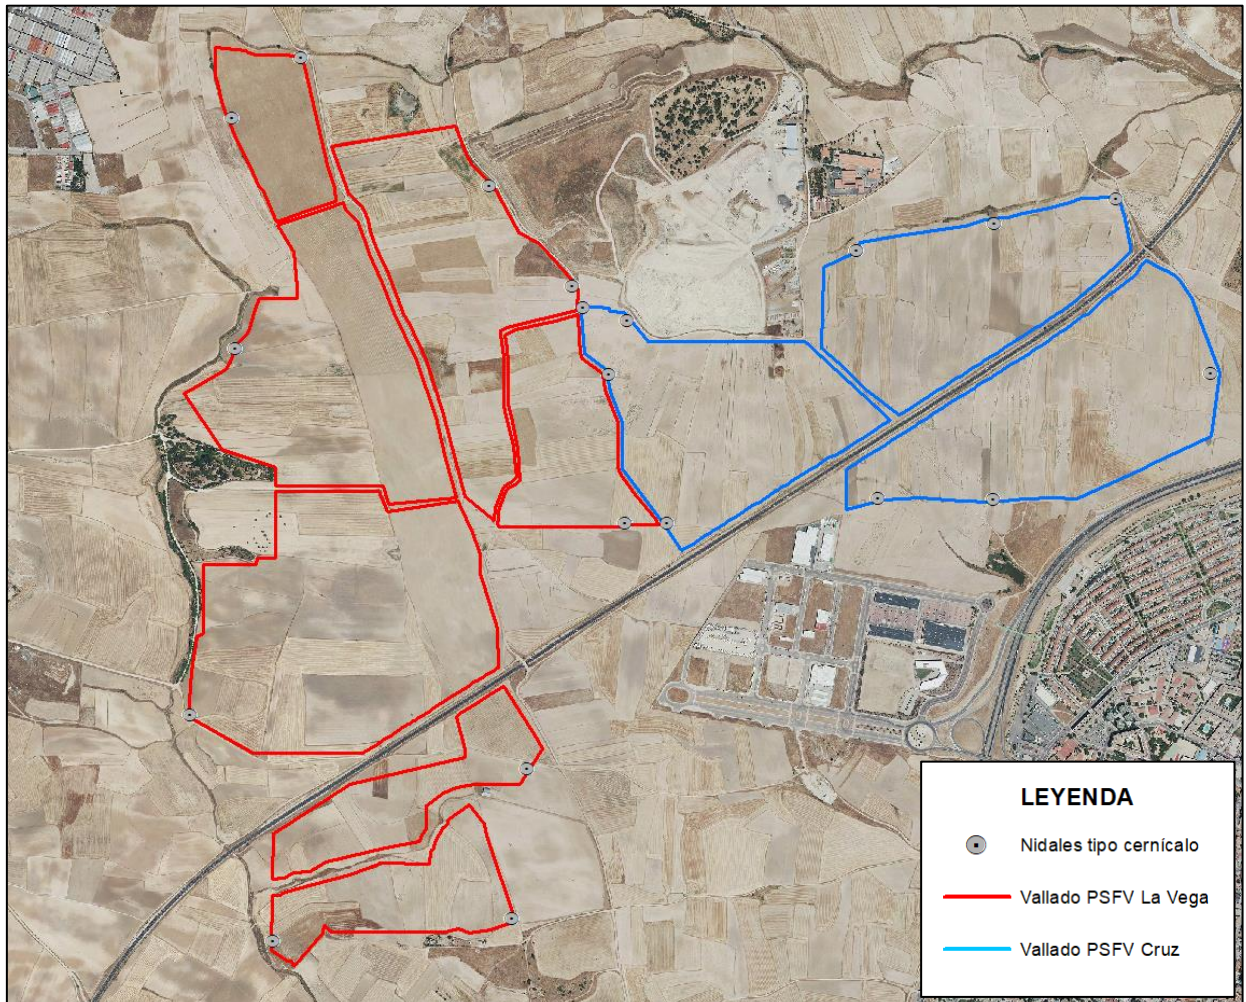 LEYENDA
Nidales tipo cernícalo
Vallado PSFV La Vega
Vallado PSFV Cruz